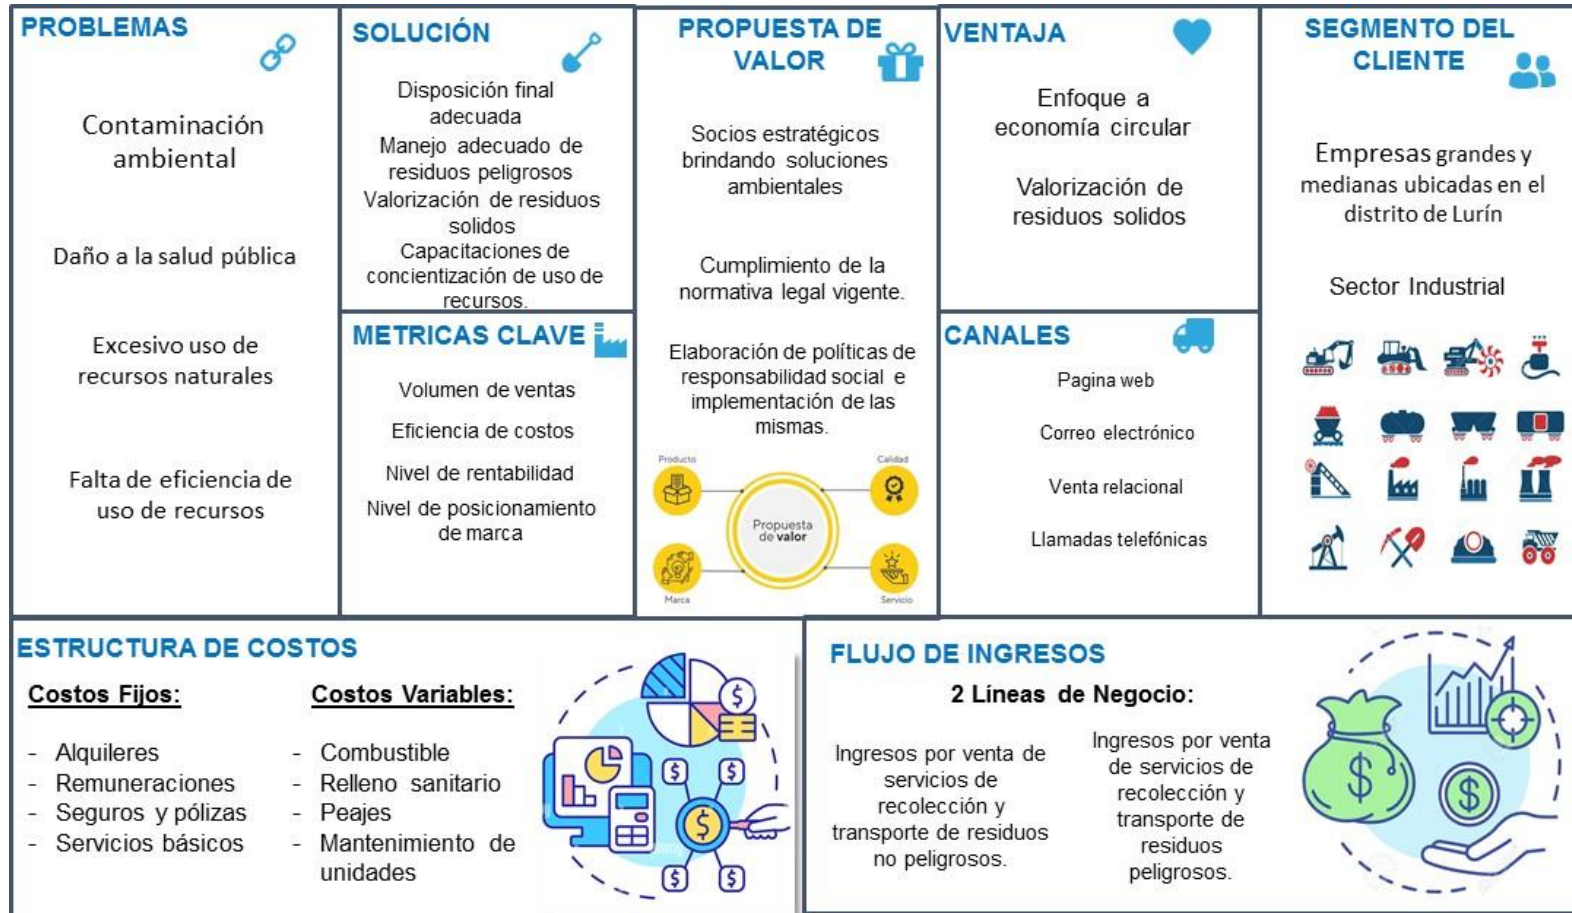 PROBLEMAS
Contaminación
ambiental
Daño a la salud pública
Excesivo uso de
recursos naturales
Falta de eficiencia de
uso de recursos
SOLUCIÓN
Disposición final
adecuada
Manejo adecuado de
residuos peligrosos
Valorización de residuos
solidos
Capacitaciones de
concientización de uso de
recursos.
METRICAS CLAVE
Volumen de ventas
Eficiencia de costos
Nivel de rentabilidad
Nivel de posicionamiento
de marca
PROPUESTA DE
VALOR
Socios estratégicos
brindando soluciones
ambientales
Cumplimiento de la
normativa legal vigente.
Elaboración de políticas de
responsabilidad social e
implementación de las
mismas.
Producto
Calidad
Propuesta
de valor
Marca
Servicio
VENTAJA
Enfoque a
economía circular
Valorización de
residuos solidos
CANALES
Pagina web
Correo electrónico
Venta relacional
Llamadas telefónicas
SEGMENTO DEL
CLIENTE
Empresas grandes y
medianas ubicadas en el
distrito de Lurín
Sector Industrial
ESTRUCTURA DE COSTOS
Costos Fijos:
- Alquileres
- Remuneraciones
- Seguros y pólizas
- Servicios básicos
Costos Variables:
- Combustible
- Relleno sanitario
- Peajes
- Mantenimiento de
unidades
FLUJO DE INGRESOS
2 Líneas de Negocio:
Ingresos por venta de
servicios de
recolección y
transporte de residuos
no peligrosos.
Ingresos por venta
de servicios de
recolección y
transporte de
residuos
peligrosos.